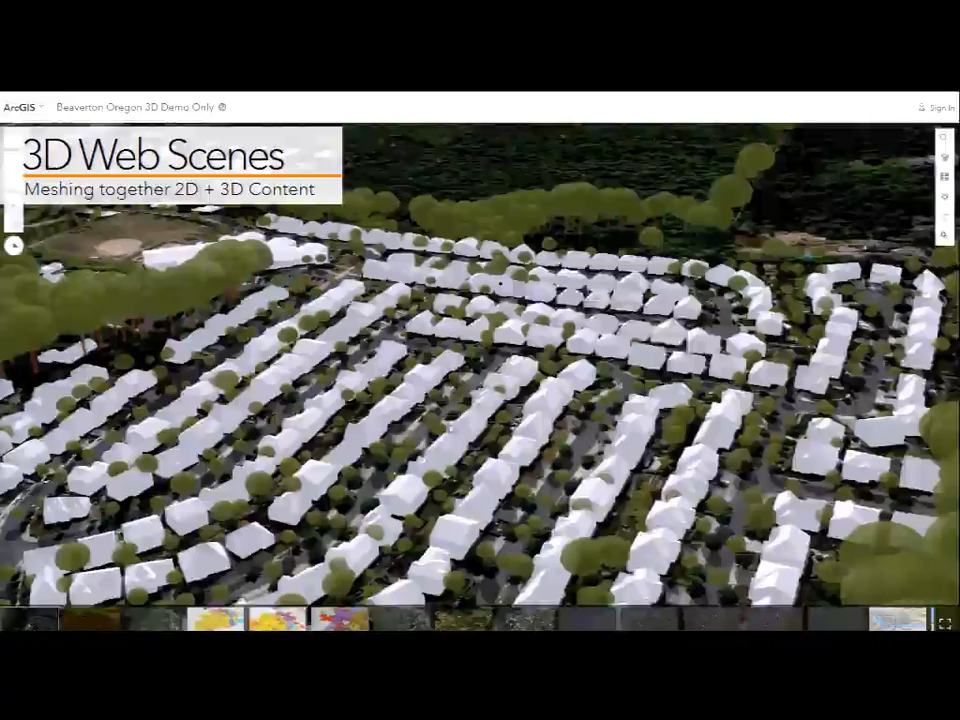 ArcGIS
Beaverton Oregon 3D Demo Only
Sign In
3D Web Scenes
Meshing together 2D + 3D Content